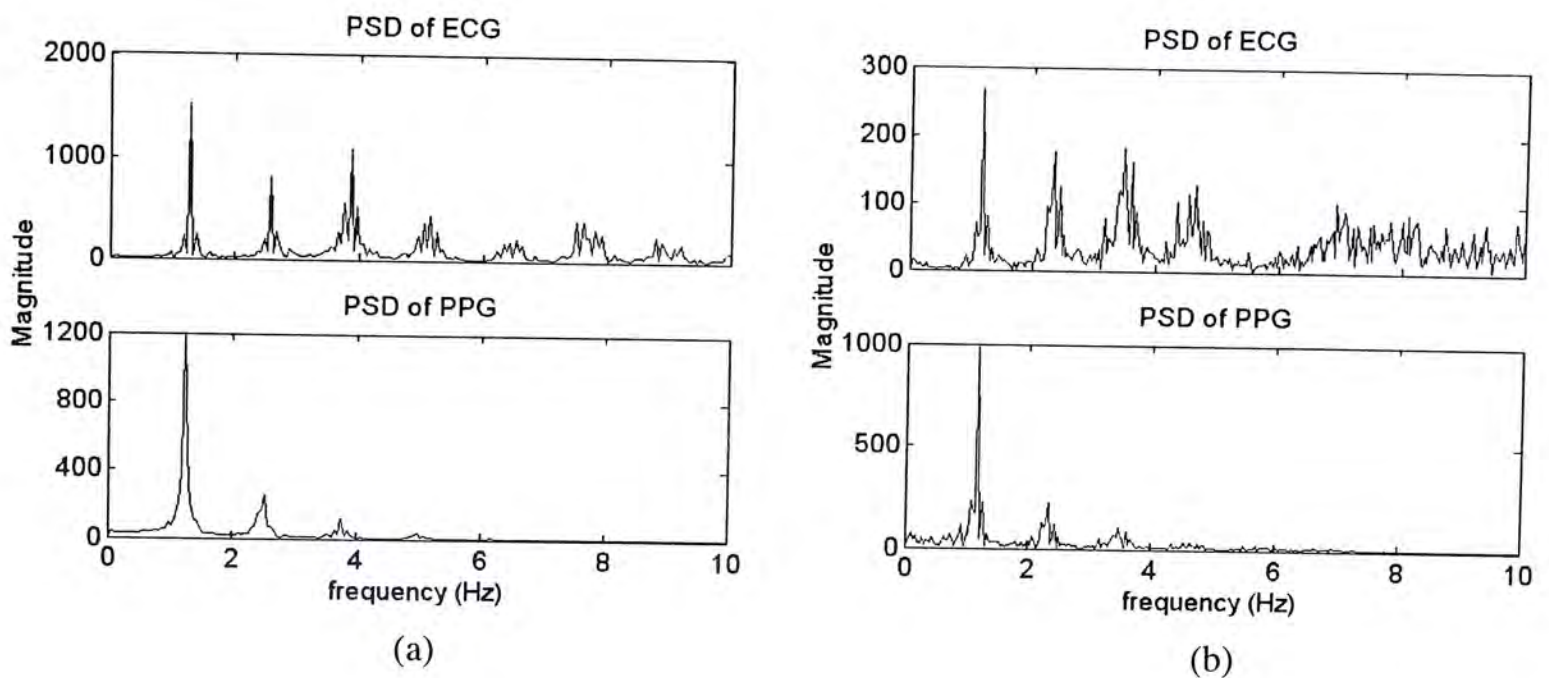 PSD of ECG
2000
1000
0
PSD of PPG
1200
800
400
0
Magnitude
0 2 4 6 8 10
frequency (Hz)
(a)
PSD of ECG
300
200
100
0
PSD of PPG
1000
500
0
Magnitude
0 2 4 6 8 10
frequency (Hz)
(b)